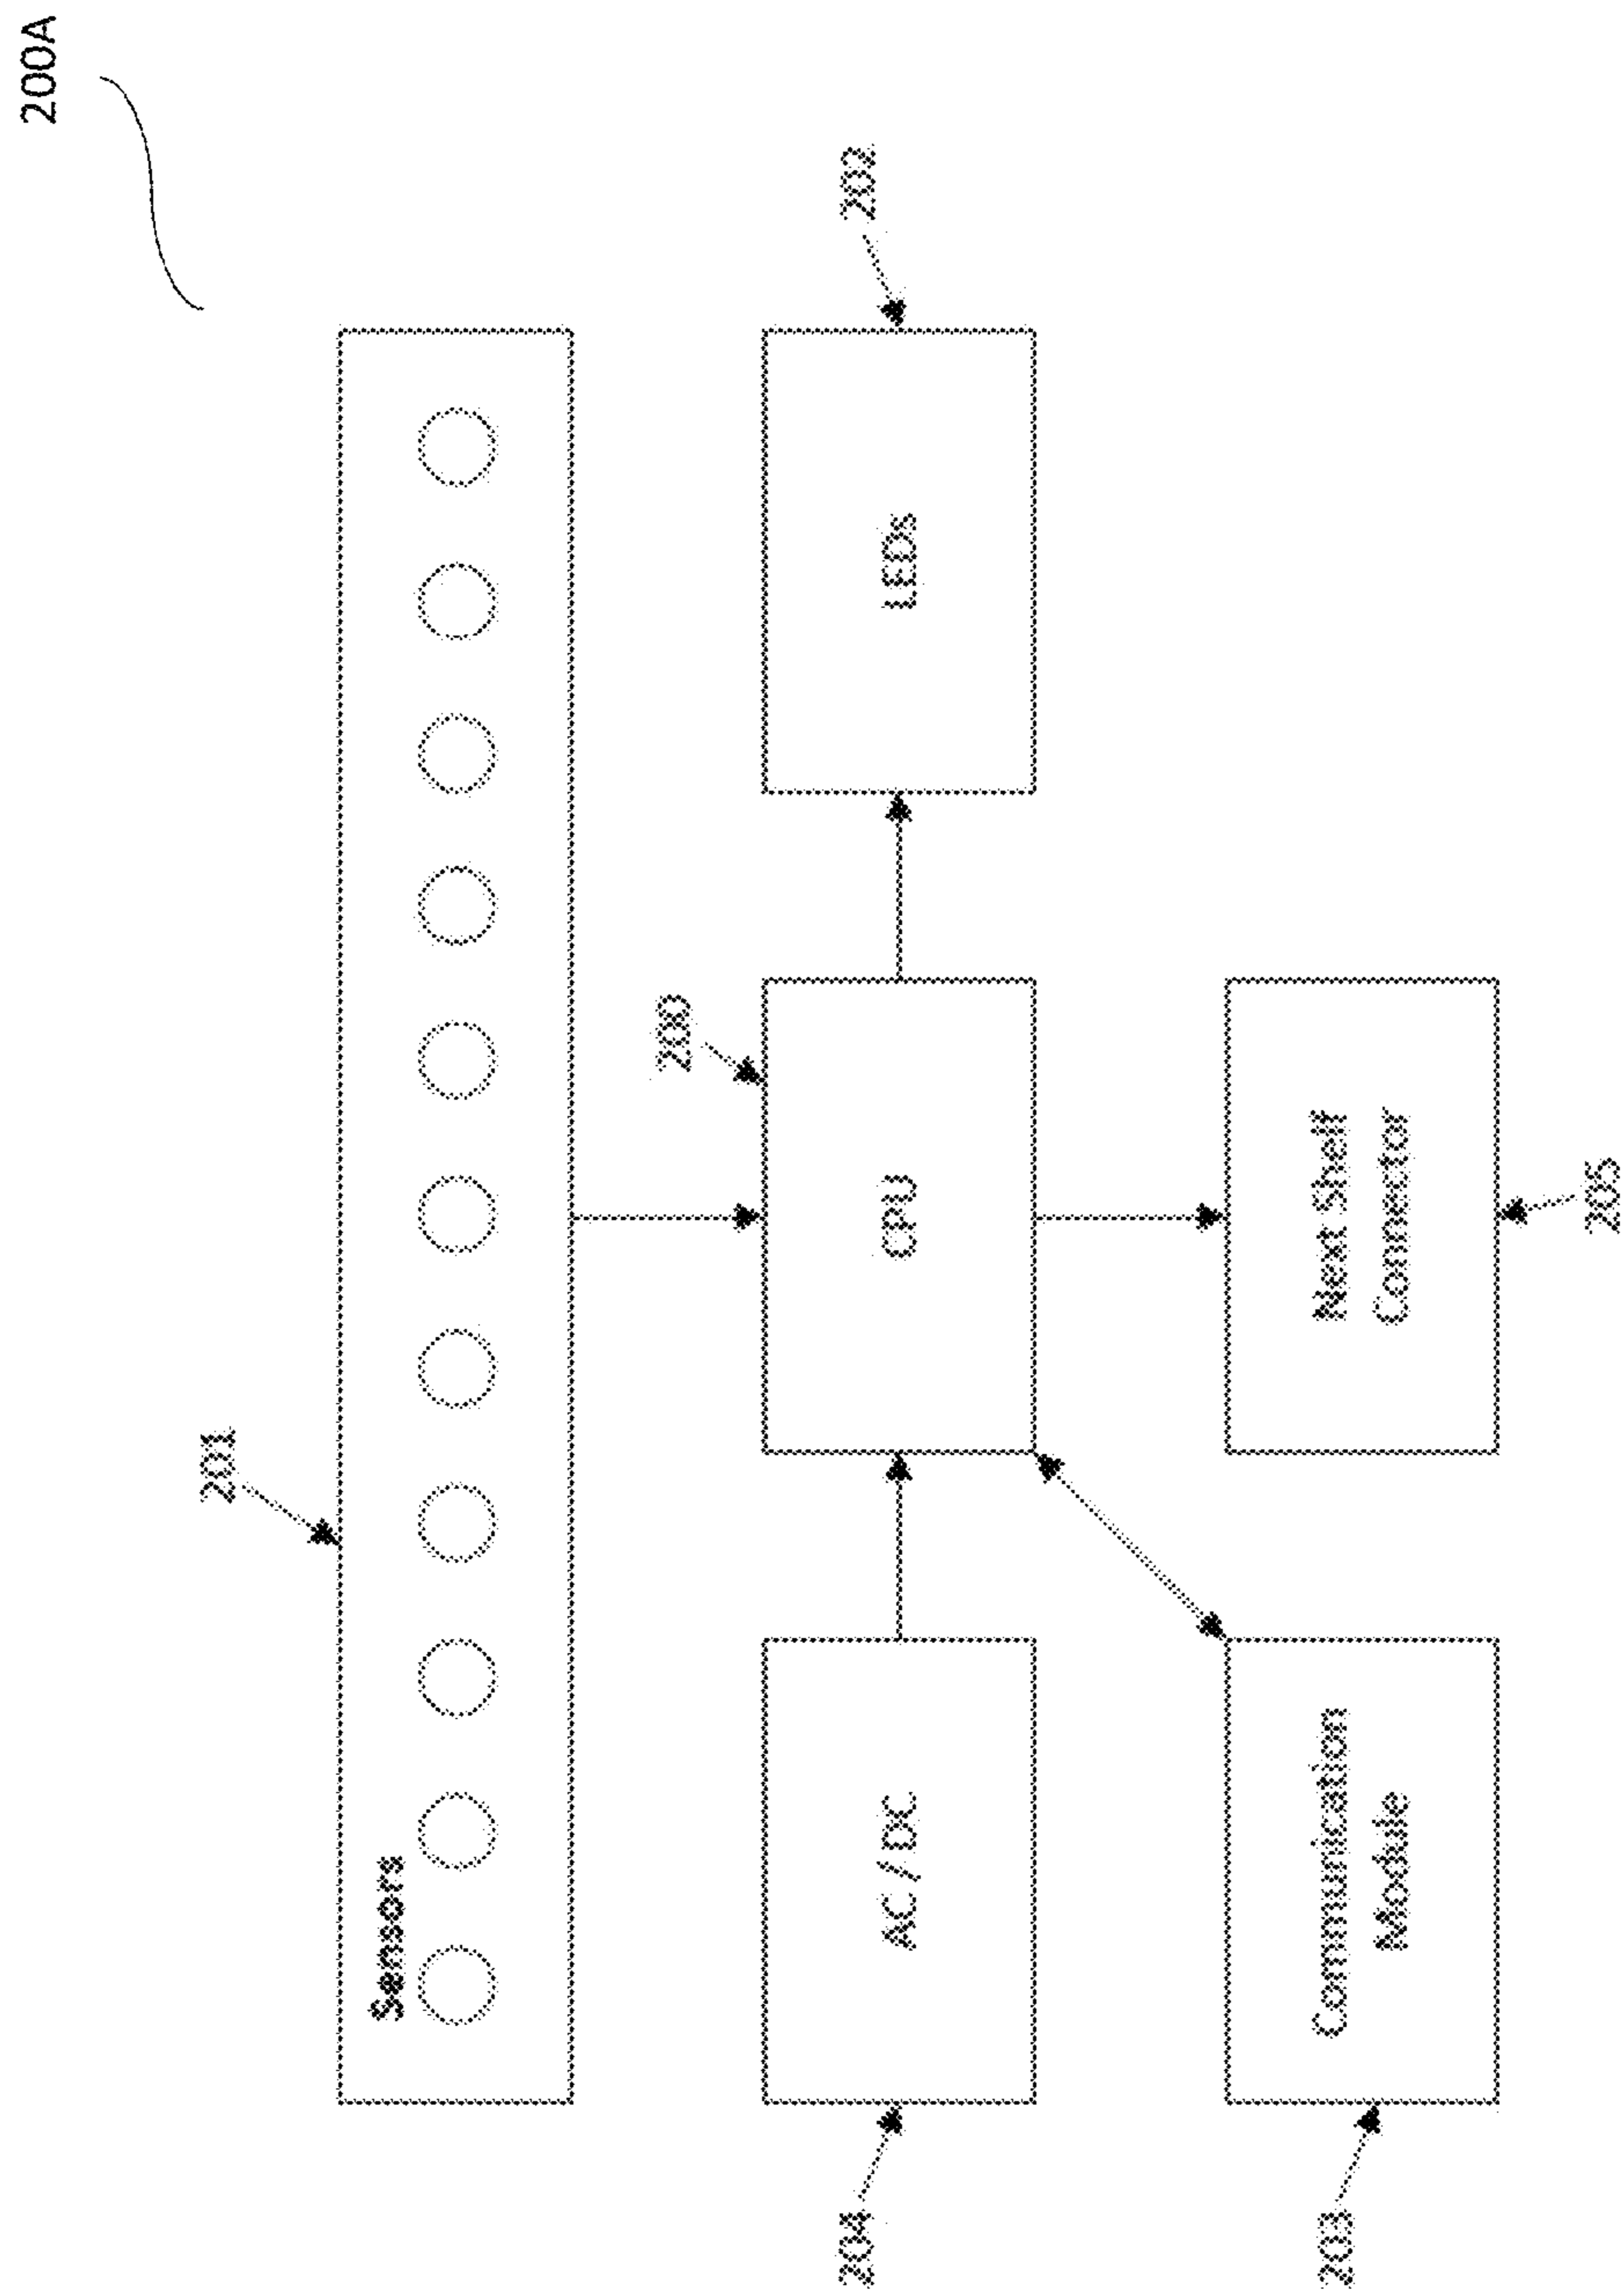 200A
201
Sensors
200
202
204
AC / DC
CPU
LEDs
203
Communication
Module
Next Shelf
Connector
205